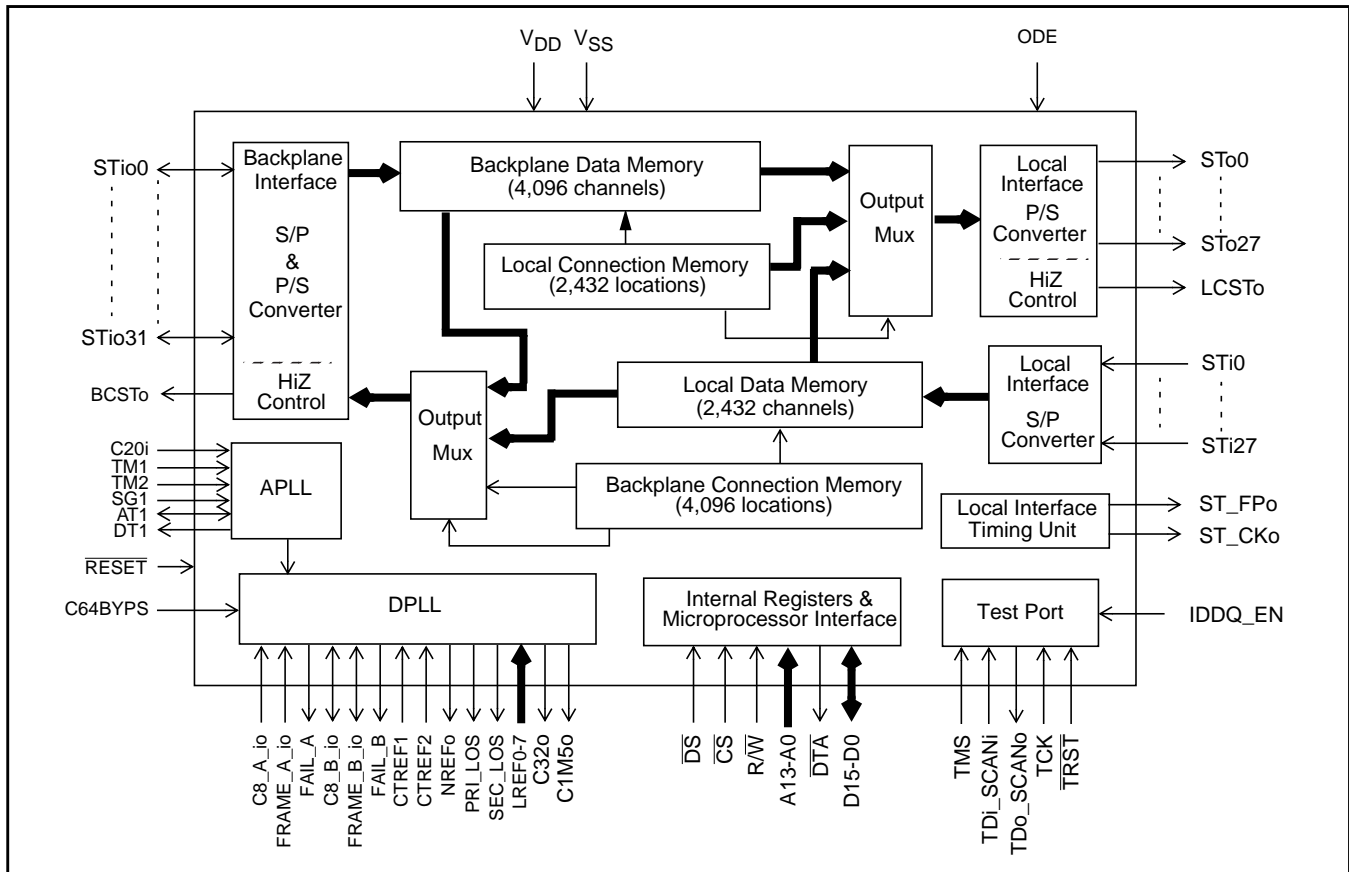 VDD
VSS
ODE
STio0
STio31
BCSTo
Backplane
Interface
S/P
&
P/S
Converter
HiZ
Control
Backplane Data Memory
(4,096 channels)
Local Connection Memory
(2,432 locations)
Output
Mux
Local
Interface
P/S
Converter
HiZ
Control
STo0
STo27
LCSTo
Output
Mux
Local Data Memory
(2,432 channels)
Local
Interface
S/P
Converter
STi0
STi27
Backplane Connection Memory
(4,096 locations)
C20i
TM1
TM2
SG1
AT1
DT1
APLL
Local Interface
Timing Unit
ST_FPo
ST_CKo
RESET
C64BYPS
DPLL
Internal Registers &
Microprocessor Interface
Test Port
IDDQ_EN
C8_A_io
FRAME_A_io
FAIL_A
C8_B_io
FRAME_B_io
FAIL_B
CTREF1
CTREF2
NREFo
PRI_LOS
SEC_LOS
LREF0-7
C32o
C1M5o
DS
CS
R/W
A13-A0
DTA
D15-D0
TMS
TDi_SCANi
TDo_SCANo
TCK
TRST